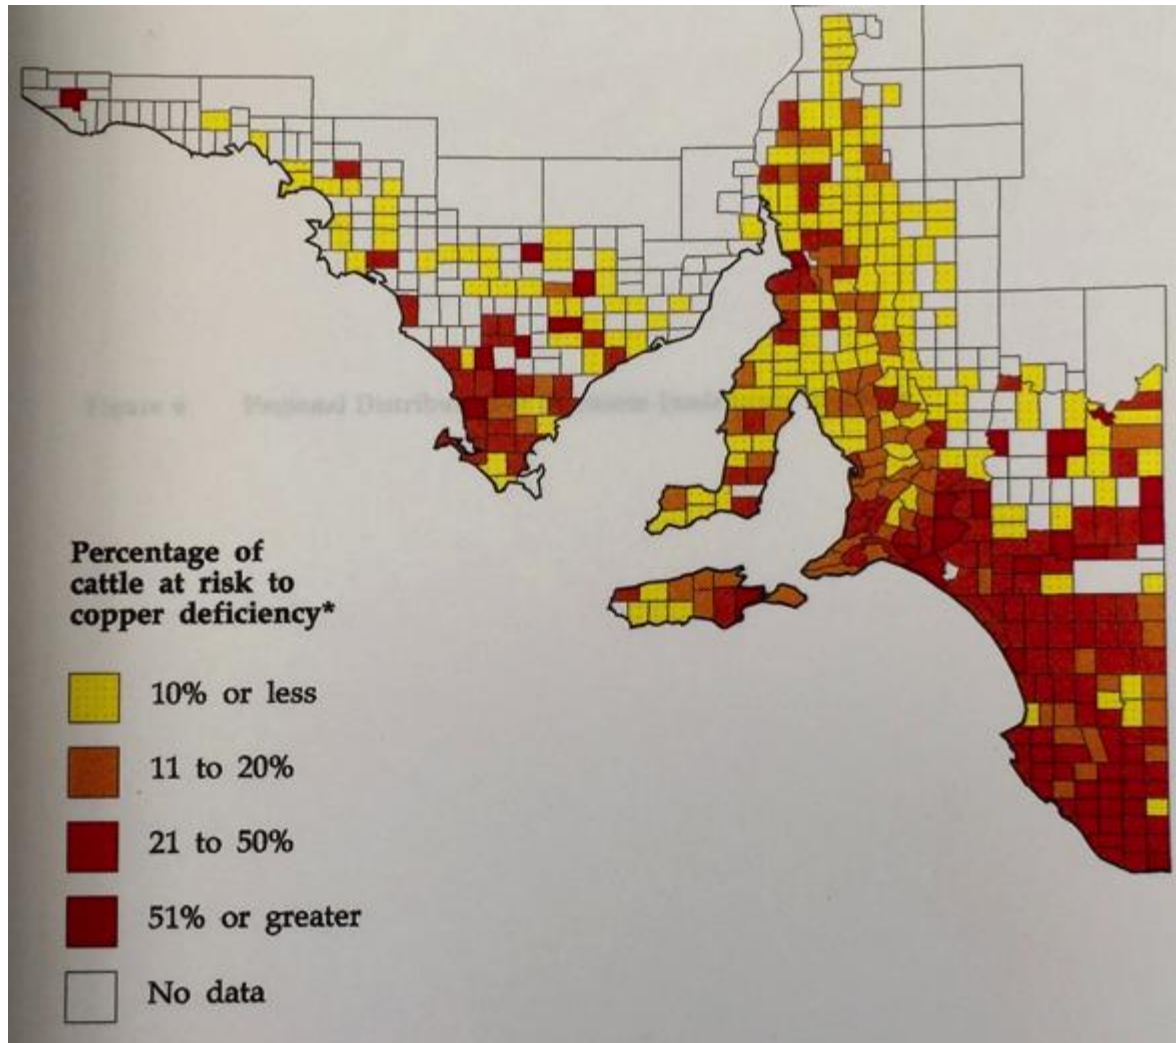 Percentage of
cattle at risk to
copper deficiency*
10% or less
11 to 20%
21 to 50%
51% or greater
No data